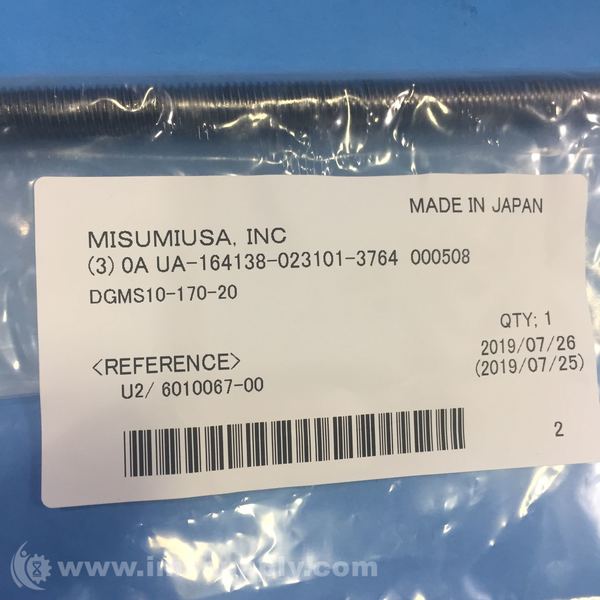 MADE IN JAPAN
MISUMIUSA, INC
(3) 0A UA-164138-023101-3764 000508
DGMS10-170-20
QTY; 1
2019/07/26
<REFERENCE>
(2019/07/25)
U2/ 6010067-00
2